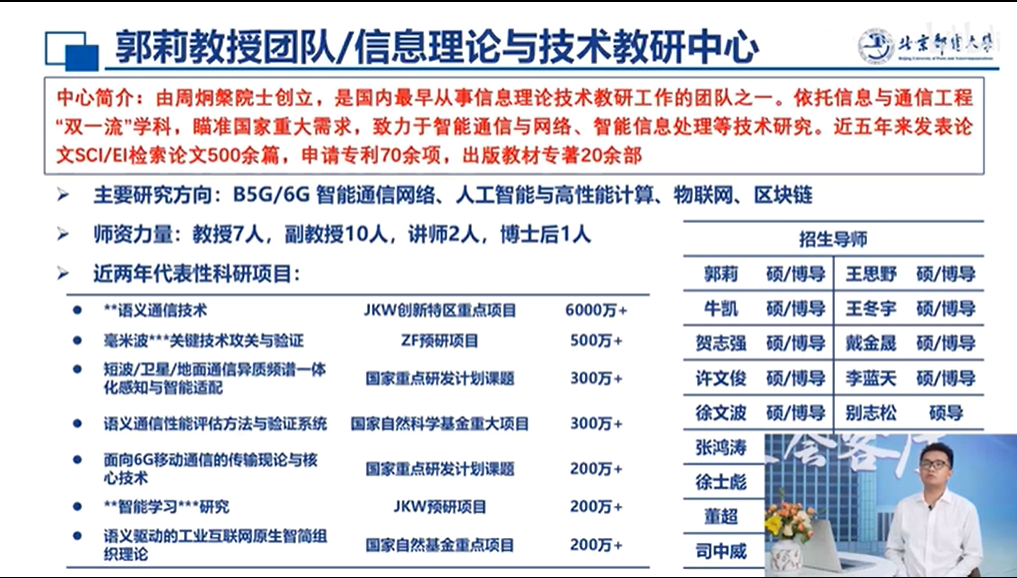 郭莉教授团队/信息理论与技术教研中心
北京邮电大学
Beijing University of Posts and Telecommunications
中心简介：由周炯槃院士创立，是国内最早从事信息理论技术教研工作的团队之一。依托信息与通信工程
“双一流”学科，瞄准国家重大需求，致力于智能通信与网络、智能信息处理等技术研究。近五年来发表论
文SCI/EI检索论文500余篇，申请专利70余项，出版教材专著20余部
主要研究方向：B5G/6G 智能通信网络、人工智能与高性能计算、物联网、区块链
师资力量：教授7人，副教授10人，讲师2人，博士后1人
近两年代表性科研项目：
**语义通信技术 JKW创新特区重点项目 6000万+
毫米波***关键技术攻关与验证 ZF预研项目 500万+
短波/卫星/地面通信异质频谱一体
化感知与智能适配 国家重点研发计划课题 300万+
语义通信性能评估方法与验证系统 国家自然科学基金重大项目 300万+
面向6G移动通信的传输现论与核
心技术 国家重点研发计划课题 200万+
**智能学习***研究 JKW预研项目 200万+
语义驱动的工业互联网原生智简组
织理论 国家自然基金重点项目 200万+
招生导师
郭莉 硕/博导 王思野 硕/博导
牛凯 硕/博导 王冬宇 硕/博导
贺志强 硕/博导 戴金晟 硕/博导
许文俊 硕/博导 李蓝天 硕/博导
徐文波 硕/博导 别志松 硕导
张鸿涛
徐士彪
董超
司中威
会客厅